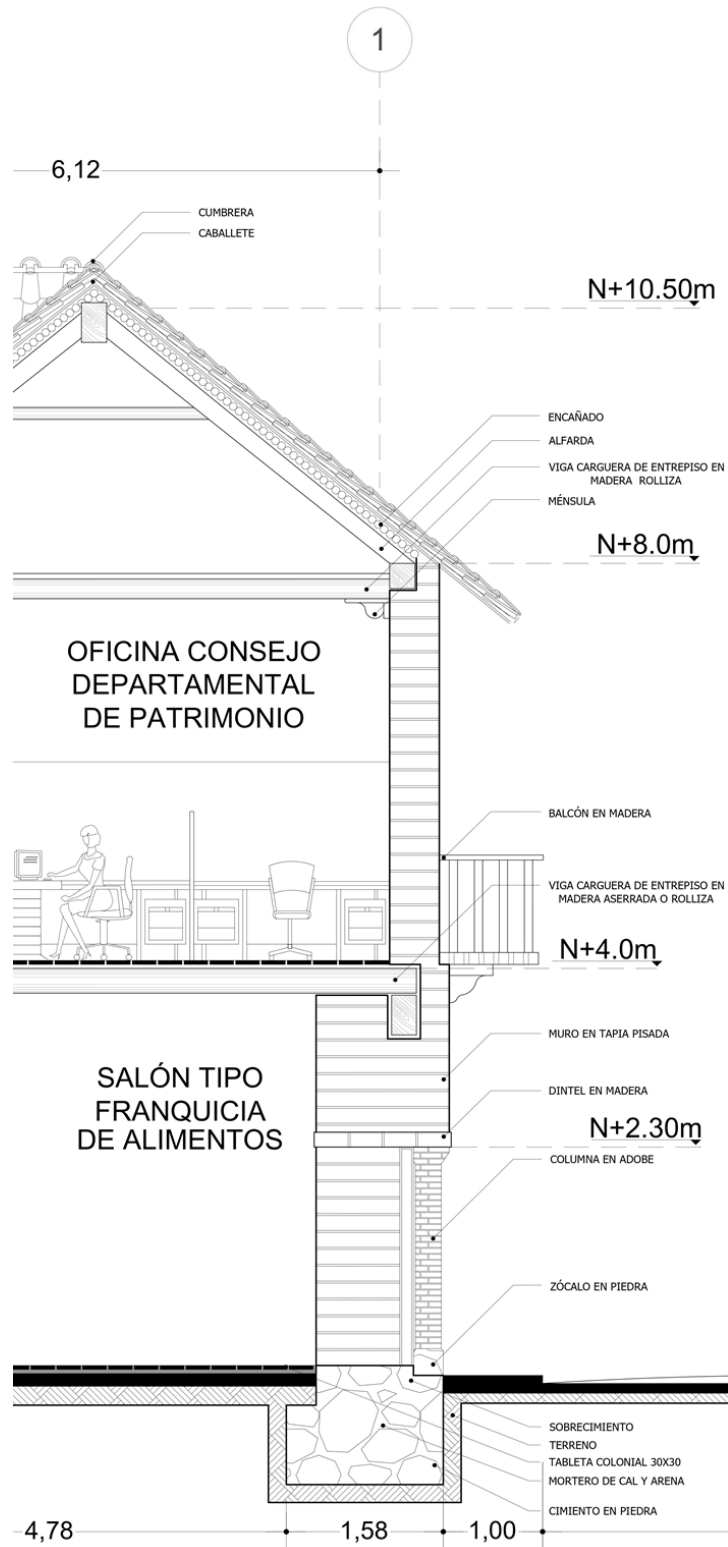 1
6,12
CUMBRERA
CABALLETE
N+10.50m
ENCAÑADO
ALFARDA
VIGA CARGUERA DE ENTREPISO EN
MADERA ROLLIZA
MÉNSULA
N+8.0m
OFICINA CONSEJO
DEPARTAMENTAL
DE PATRIMONIO
BALCÓN EN MADERA
VIGA CARGUERA DE ENTREPISO EN
MADERA ASERRADA O ROLLIZA
N+4.0m
MURO EN TAPIA PISADA
SALÓN TIPO
FRANQUICIA
DE ALIMENTOS
DINTEL EN MADERA
N+2.30m
COLUMNA EN ADOBE
ZÓCALO EN PIEDRA
SOBRECIMIENTO
TERRENO
TABLETA COLONIAL 30X30
MORTERO DE CAL Y ARENA
CIMIENTO EN PIEDRA
4,78
1,58
1,00